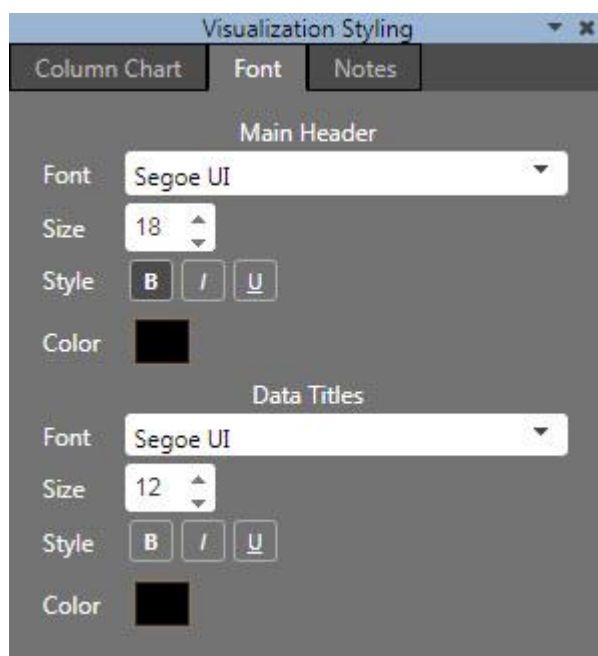 Visualization Styling
Column Chart Font Notes
Main Header
Font Segoe UI
Size 18
Style B I U
Color
Data Titles
Font Segoe UI
Size 12
Style B I U
Color